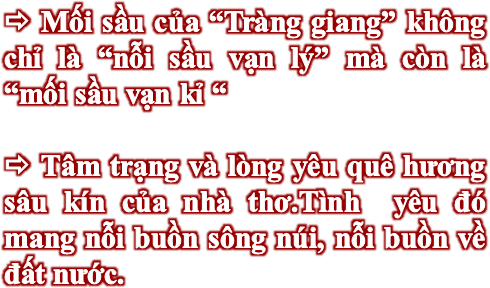 ⇨ Mối sầu của “Tràng giang” không
chỉ là “nỗi sầu vạn lý” mà còn là
“mối sầu vạn kỉ “
⇨ Tâm trạng và lòng yêu quê hương
sâu kín của nhà thơ.Tình yêu đó
mang nỗi buồn sông núi, nỗi buồn về
đất nước.